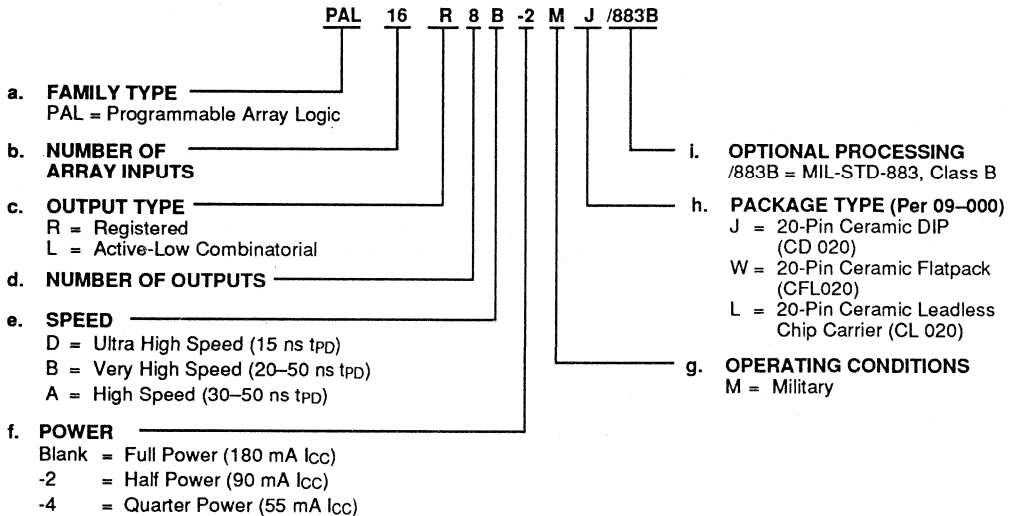 PAL 16 R 8 B -2 M J /883B
a. FAMILY TYPE
PAL = Programmable Array Logic
b. NUMBER OF
ARRAY INPUTS
c. OUTPUT TYPE
R = Registered
L = Active-Low Combinatorial
d. NUMBER OF OUTPUTS
e. SPEED
D = Ultra High Speed (15 ns tPD)
B = Very High Speed (20–50 ns tPD)
A = High Speed (30–50 ns tPD)
f. POWER
Blank = Full Power (180 mA ICC)
-2 = Half Power (90 mA ICC)
-4 = Quarter Power (55 mA ICC)
i. OPTIONAL PROCESSING
/883B = MIL-STD-883, Class B
h. PACKAGE TYPE (Per 09–000)
J = 20-Pin Ceramic DIP
(CD 020)
W = 20-Pin Ceramic Flatpack
(CFL020)
L = 20-Pin Ceramic Leadless
Chip Carrier (CL 020)
g. OPERATING CONDITIONS
M = Military